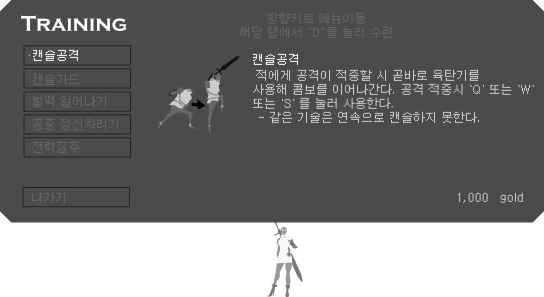 TRAINING
방향키로 메뉴이동
해당 탭에서 "D"를 눌러 수련
·캔슬공격
·캔슬가드
·벌떡 일어나기
·공중 정신차리기
·전력질주
·나가기
캔슬공격
적에게 공격이 적중할 시 곧바로 육탄기를
사용해 콤보를 이어나간다. 공격 적중시 'Q' 또는 'W'
또는 'S' 를 눌러 사용한다.
- 같은 기술은 연속으로 캔슬하지 못한다.
1,000 gold